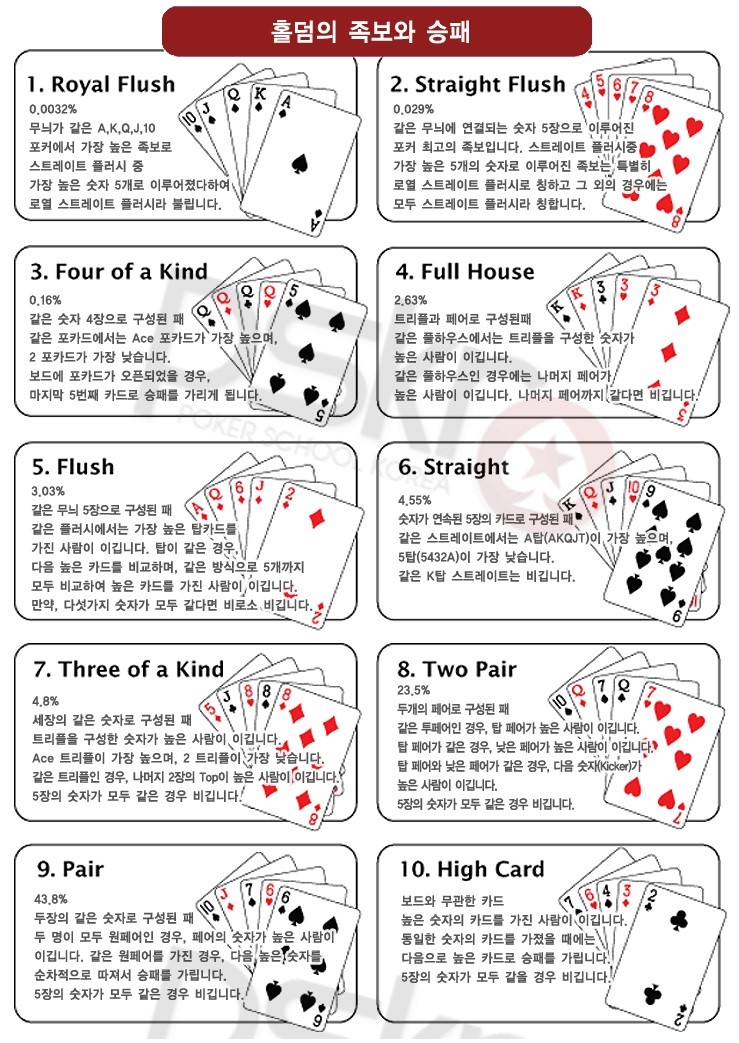 홀덤의 족보와 승패
1. Royal Flush
0.0032%
무늬가 같은 A,K,Q,J,10
포커에서 가장 높은 족보로
스트레이트 플러시 중
가장 높은 숫자 5개로 이루어졌다하여
로열 스트레이트 플러시라 불립니다.
10 J Q K A
A
2. Straight Flush
0.029%
같은 무늬에 연결되는 숫자 5장으로 이루어진
포커 최고의 족보입니다. 스트레이트 플러시중
가장 높은 5개의 숫자로 이루어진 족보는 특별히
로열 스트레이트 플러시로 칭하고 그 외의 경우에는
모두 스트레이트 플러시라 칭합니다.
4 5 6 7 8
8
3. Four of a Kind
0.16%
같은 숫자 4장으로 구성된 패
같은 포카드에서는 Ace 포카드가 가장 높으며,
2 포카드가 가장 낮습니다.
보드에 포카드가 오픈되었을 경우,
마지막 5번째 카드로 승패를 가리게 됩니다.
Q Q Q Q 5
5
4. Full House
2.63%
트리플과 페어로 구성된패
같은 풀하우스에서는 트리플을 구성한 숫자가
높은 사람이 이깁니다.
같은 풀하우스인 경우에는 나머지 페어가
높은 사람이 이깁니다. 나머지 페어까지 같다면 비깁니다.
K K 3 3 3
3
PSKR
POKER SCHOOL KOREA
5. Flush
3.03%
같은 무늬 5장으로 구성된 패
같은 플러시에서는 가장 높은 탑카드를
가진 사람이 이깁니다. 탑이 같은 경우,
다음 높은 카드를 비교하며, 같은 방식으로 5개까지
모두 비교하여 높은 카드를 가진 사람이 이깁니다.
만약, 다섯가지 숫자가 모두 같다면 비로소 비깁니다.
A Q 6 J 2
2
6. Straight
4.55%
숫자가 연속된 5장의 카드로 구성된 패
같은 스트레이트에서는 A탑(AKQJT)이 가장 높으며,
5탑(5432A)이 가장 낮습니다.
같은 K탑 스트레이트는 비깁니다.
K Q J 10 9
9
7. Three of a Kind
4.8%
세장의 같은 숫자로 구성된 패
트리플을 구성한 숫자가 높은 사람이 이깁니다.
Ace 트리플이 가장 높으며, 2 트리플이 가장 낮습니다.
같은 트리플인 경우, 나머지 2장의 Top이 높은 사람이 이깁니다.
5장의 숫자가 모두 같은 경우 비깁니다.
5 J 8 8 8
8
8. Two Pair
23.5%
두개의 페어로 구성된 패
같은 투페어인 경우, 탑 페어가 높은 사람이 이깁니다.
탑 페어가 같은 경우, 낮은 페어가 높은 사람이 이깁니다.
탑 페어와 낮은 페어가 같은 경우, 다음 숫자(Kicker)가
높은 사람이 이깁니다.
5장의 숫자가 모두 같은 경우 비깁니다.
10 Q 7 Q 7
7
9. Pair
43.8%
두장의 같은 숫자로 구성된 패
두 명이 모두 원페어인 경우, 페어의 숫자가 높은 사람이
이깁니다. 같은 원페어를 가진 경우, 다음 높은 숫자를
순차적으로 따져서 승패를 가립니다.
5장의 숫자가 모두 같은 경우 비깁니다.
10 J 7 6 6
6
10. High Card
보드와 무관한 카드
높은 숫자의 카드를 가진 사람이 이깁니다.
동일한 숫자의 카드를 가졌을 때에는
다음으로 높은 카드로 승패를 가립니다.
5장의 숫자가 모두 같을 경우 비깁니다.
7 6 4 3 2
2